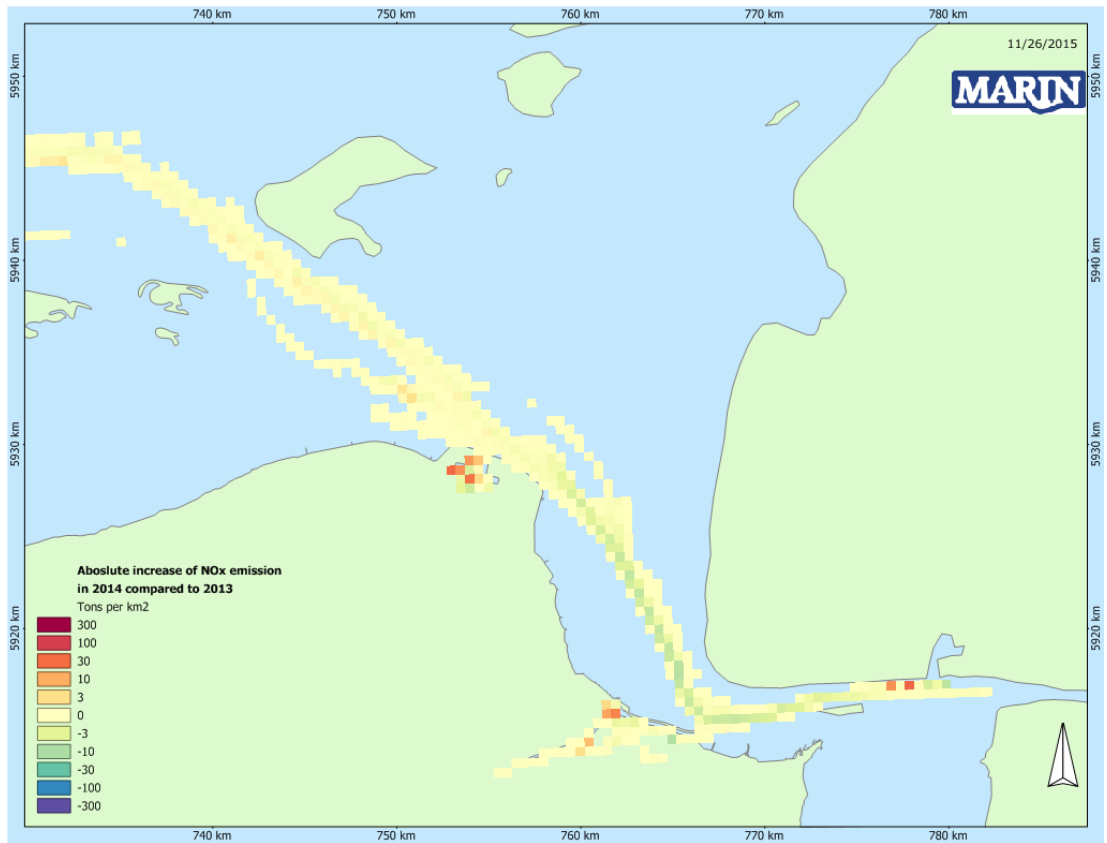 740 km 750 km 760 km 770 km 780 km
11/26/2015
MARIN
5950 km 5950 km
5940 km 5940 km
5930 km 5930 km
5920 km 5920 km
Aboslute increase of NOx emission
in 2014 compared to 2013
Tons per km2
300
100
30
10
3
0
-3
-10
-30
-100
-300
740 km 750 km 760 km 770 km 780 km